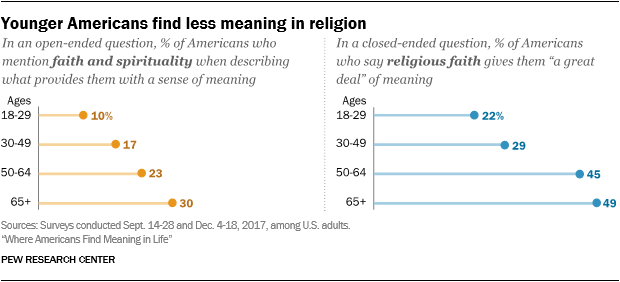 Younger Americans find less meaning in religion
In an open-ended question, % of Americans who
mention faith and spirituality when describing
what provides them with a sense of meaning
Ages
18-29 10%
30-49 17
50-64 23
65+ 30
In a closed-ended question, % of Americans
who say religious faith gives them “a great
deal” of meaning
Ages
18-29 22%
30-49 29
50-64 45
65+ 49
Sources: Surveys conducted Sept. 14-28 and Dec. 4-18, 2017, among U.S. adults.
“Where Americans Find Meaning in Life”
PEW RESEARCH CENTER